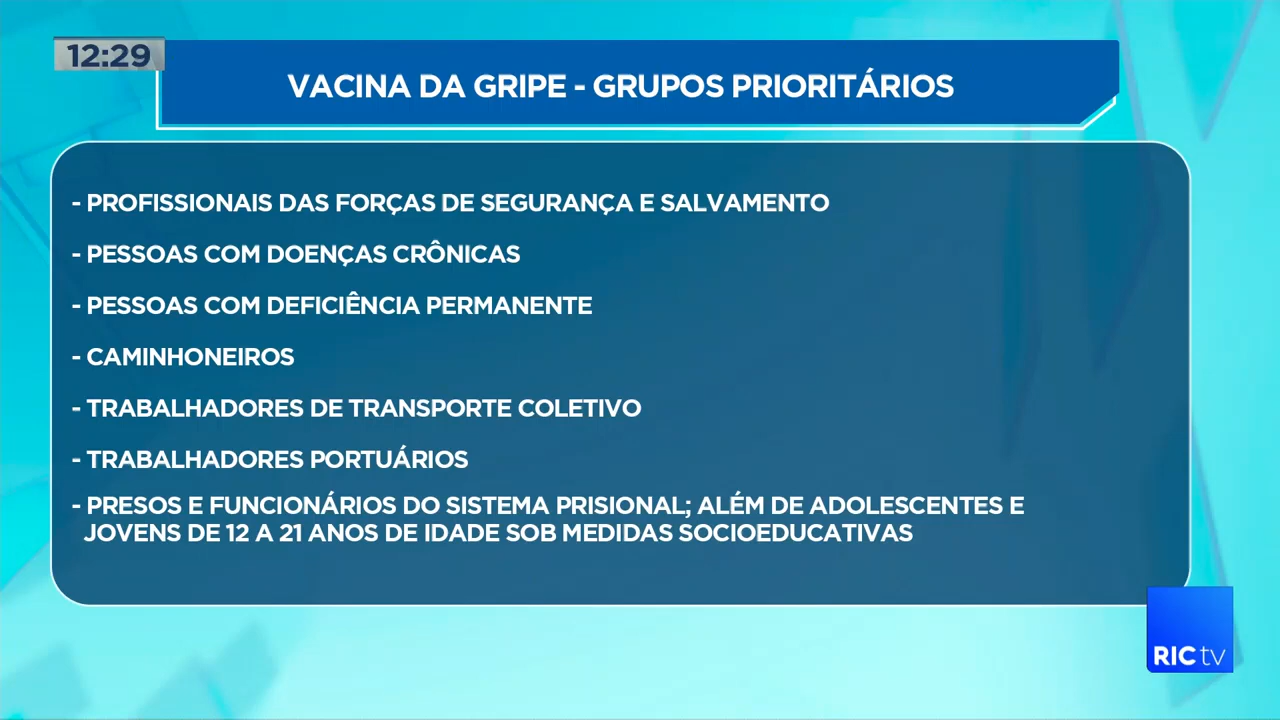 12:29
VACINA DA GRIPE - GRUPOS PRIORITÁRIOS
- PROFISSIONAIS DAS FORÇAS DE SEGURANÇA E SALVAMENTO
- PESSOAS COM DOENÇAS CRÔNICAS
- PESSOAS COM DEFICIÊNCIA PERMANENTE
- CAMINHONEIROS
- TRABALHADORES DE TRANSPORTE COLETIVO
- TRABALHADORES PORTUÁRIOS
- PRESOS E FUNCIONÁRIOS DO SISTEMA PRISIONAL; ALÉM DE ADOLESCENTES E
JOVENS DE 12 A 21 ANOS DE IDADE SOB MEDIDAS SOCIOEDUCATIVAS
RIC tv